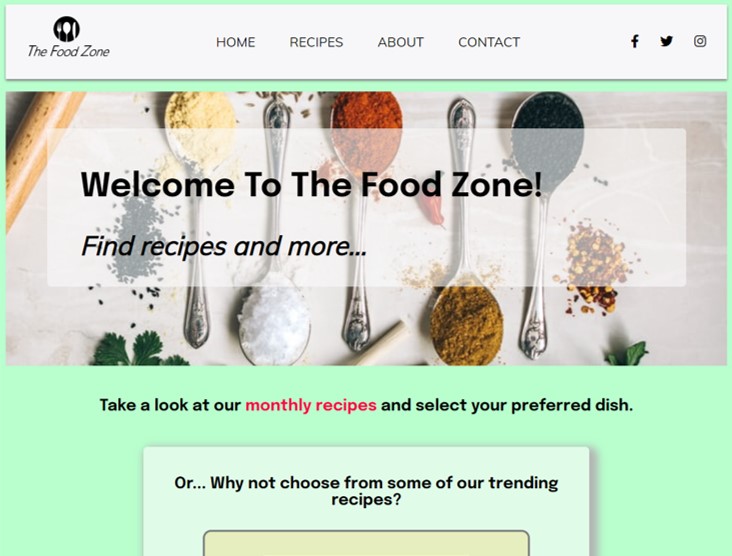 The Food Zone
HOME RECIPES ABOUT CONTACT
Welcome To The Food Zone!
Find recipes and more...
Take a look at our monthly recipes and select your preferred dish.
Or... Why not choose from some of our trending
recipes?